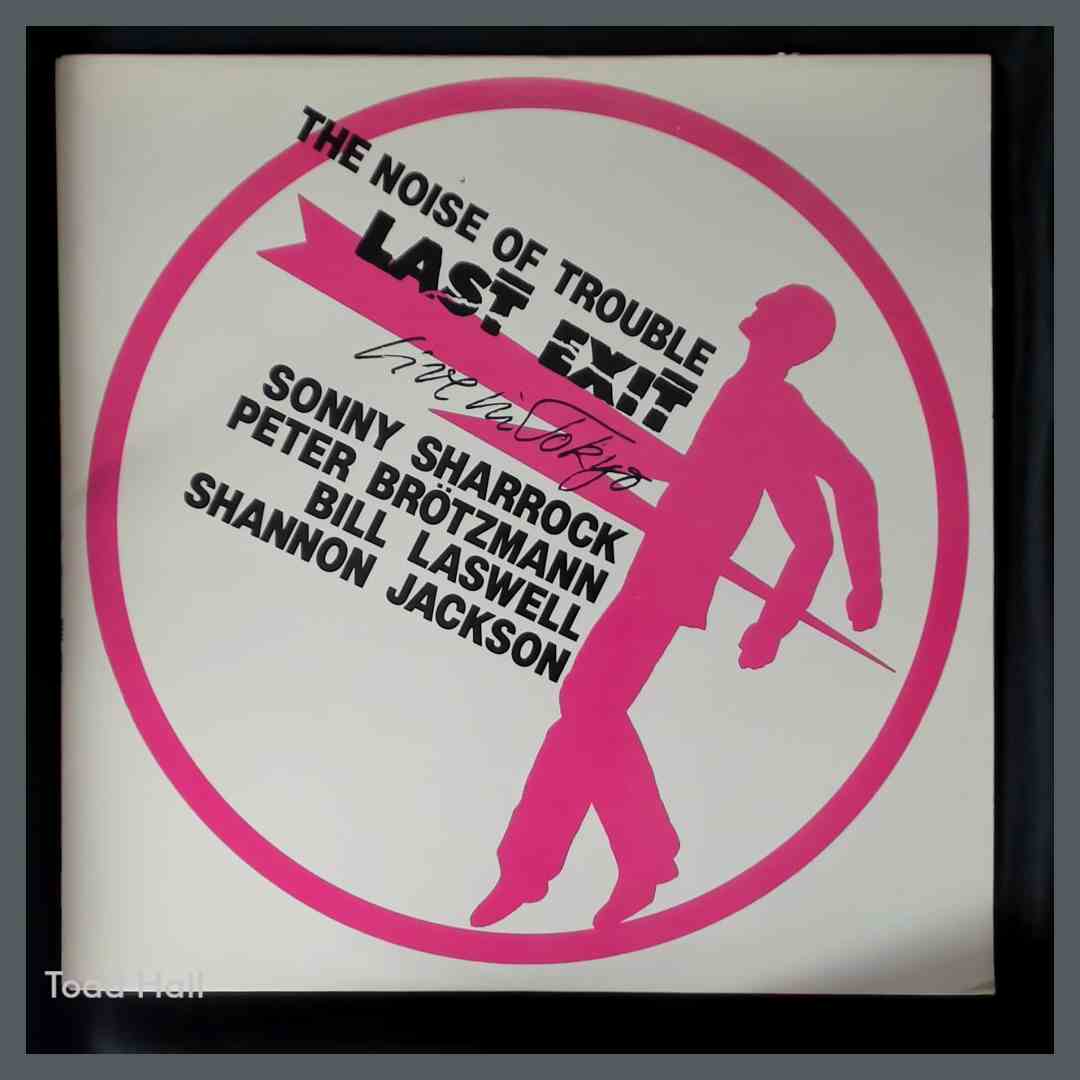 THE NOISE OF TROUBLE
LAST EXIT
Live in Tokyo
SONNY SHARROCK
PETER BRÖTZMANN
BILL LASWELL
SHANNON JACKSON
Toad Hall